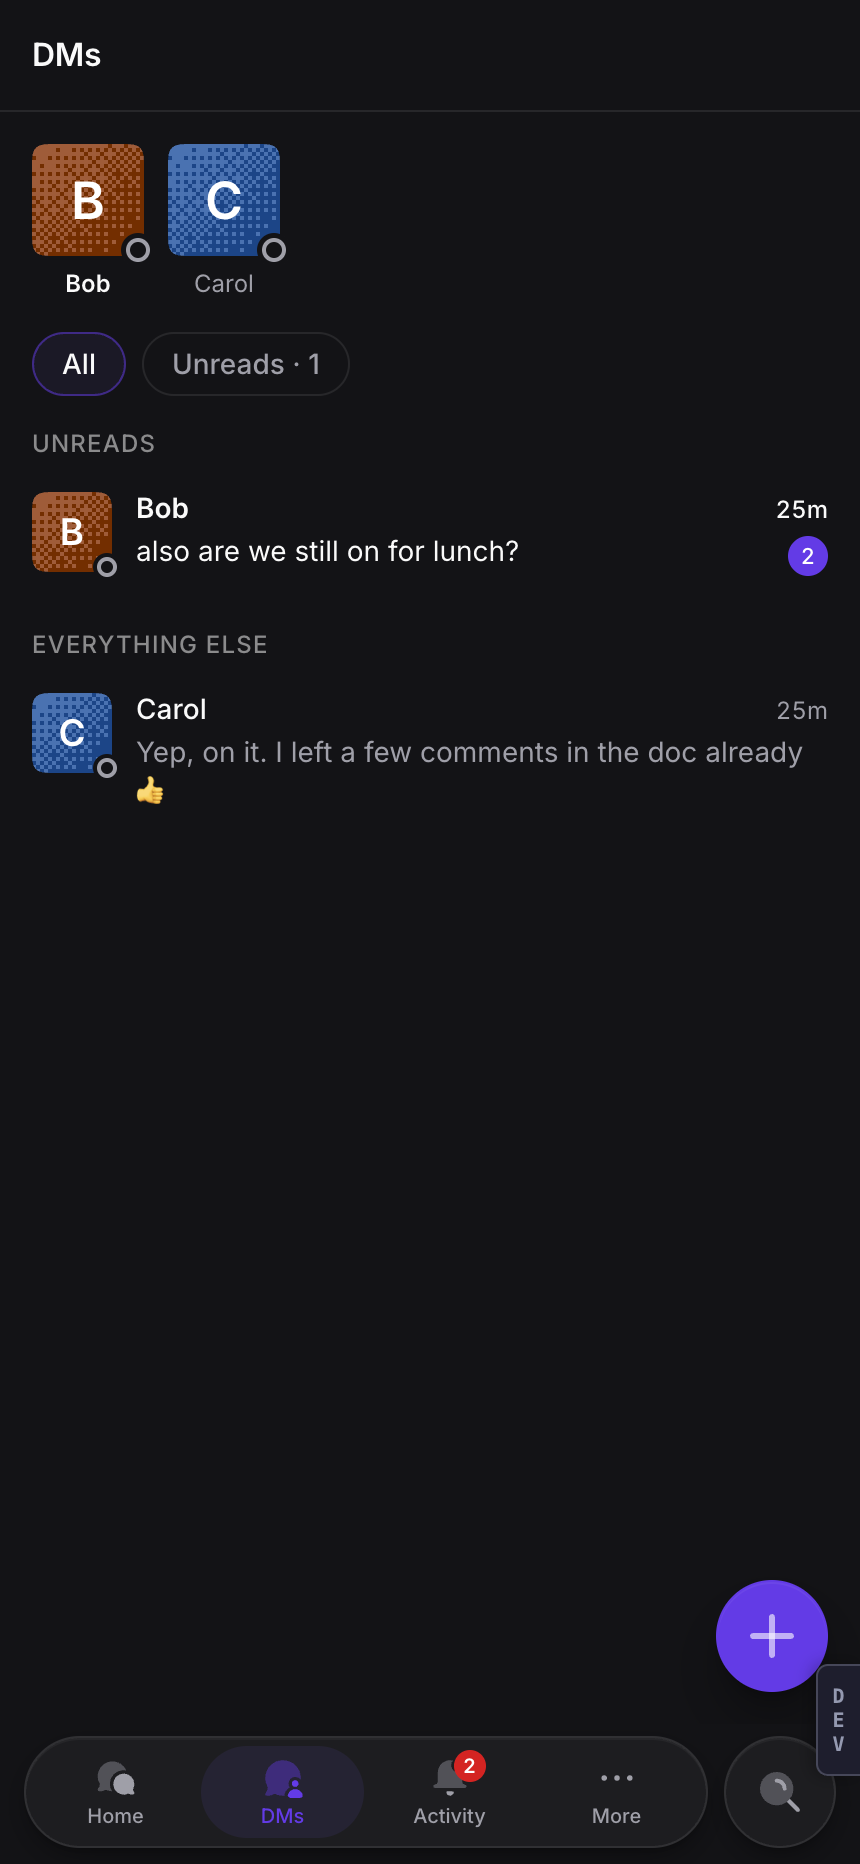 DMs
B
C
Bob
Carol
All
Unreads · 1
UNREADS
B
Bob
25m
also are we still on for lunch?
2
EVERYTHING ELSE
C
Carol
25m
Yep, on it. I left a few comments in the doc already
👍
DEV
2
Home
DMs
Activity
More